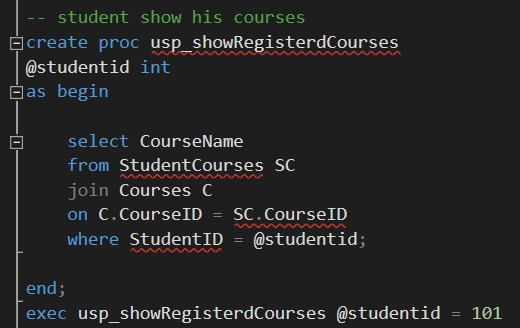 -- student show his courses
create proc usp_showRegisterdCourses
@studentid int
as begin
select CourseName
from StudentCourses SC
join Courses C
on C.CourseID = SC.CourseID
where StudentID = @studentid;
end;
exec usp_showRegisterdCourses @studentid = 101